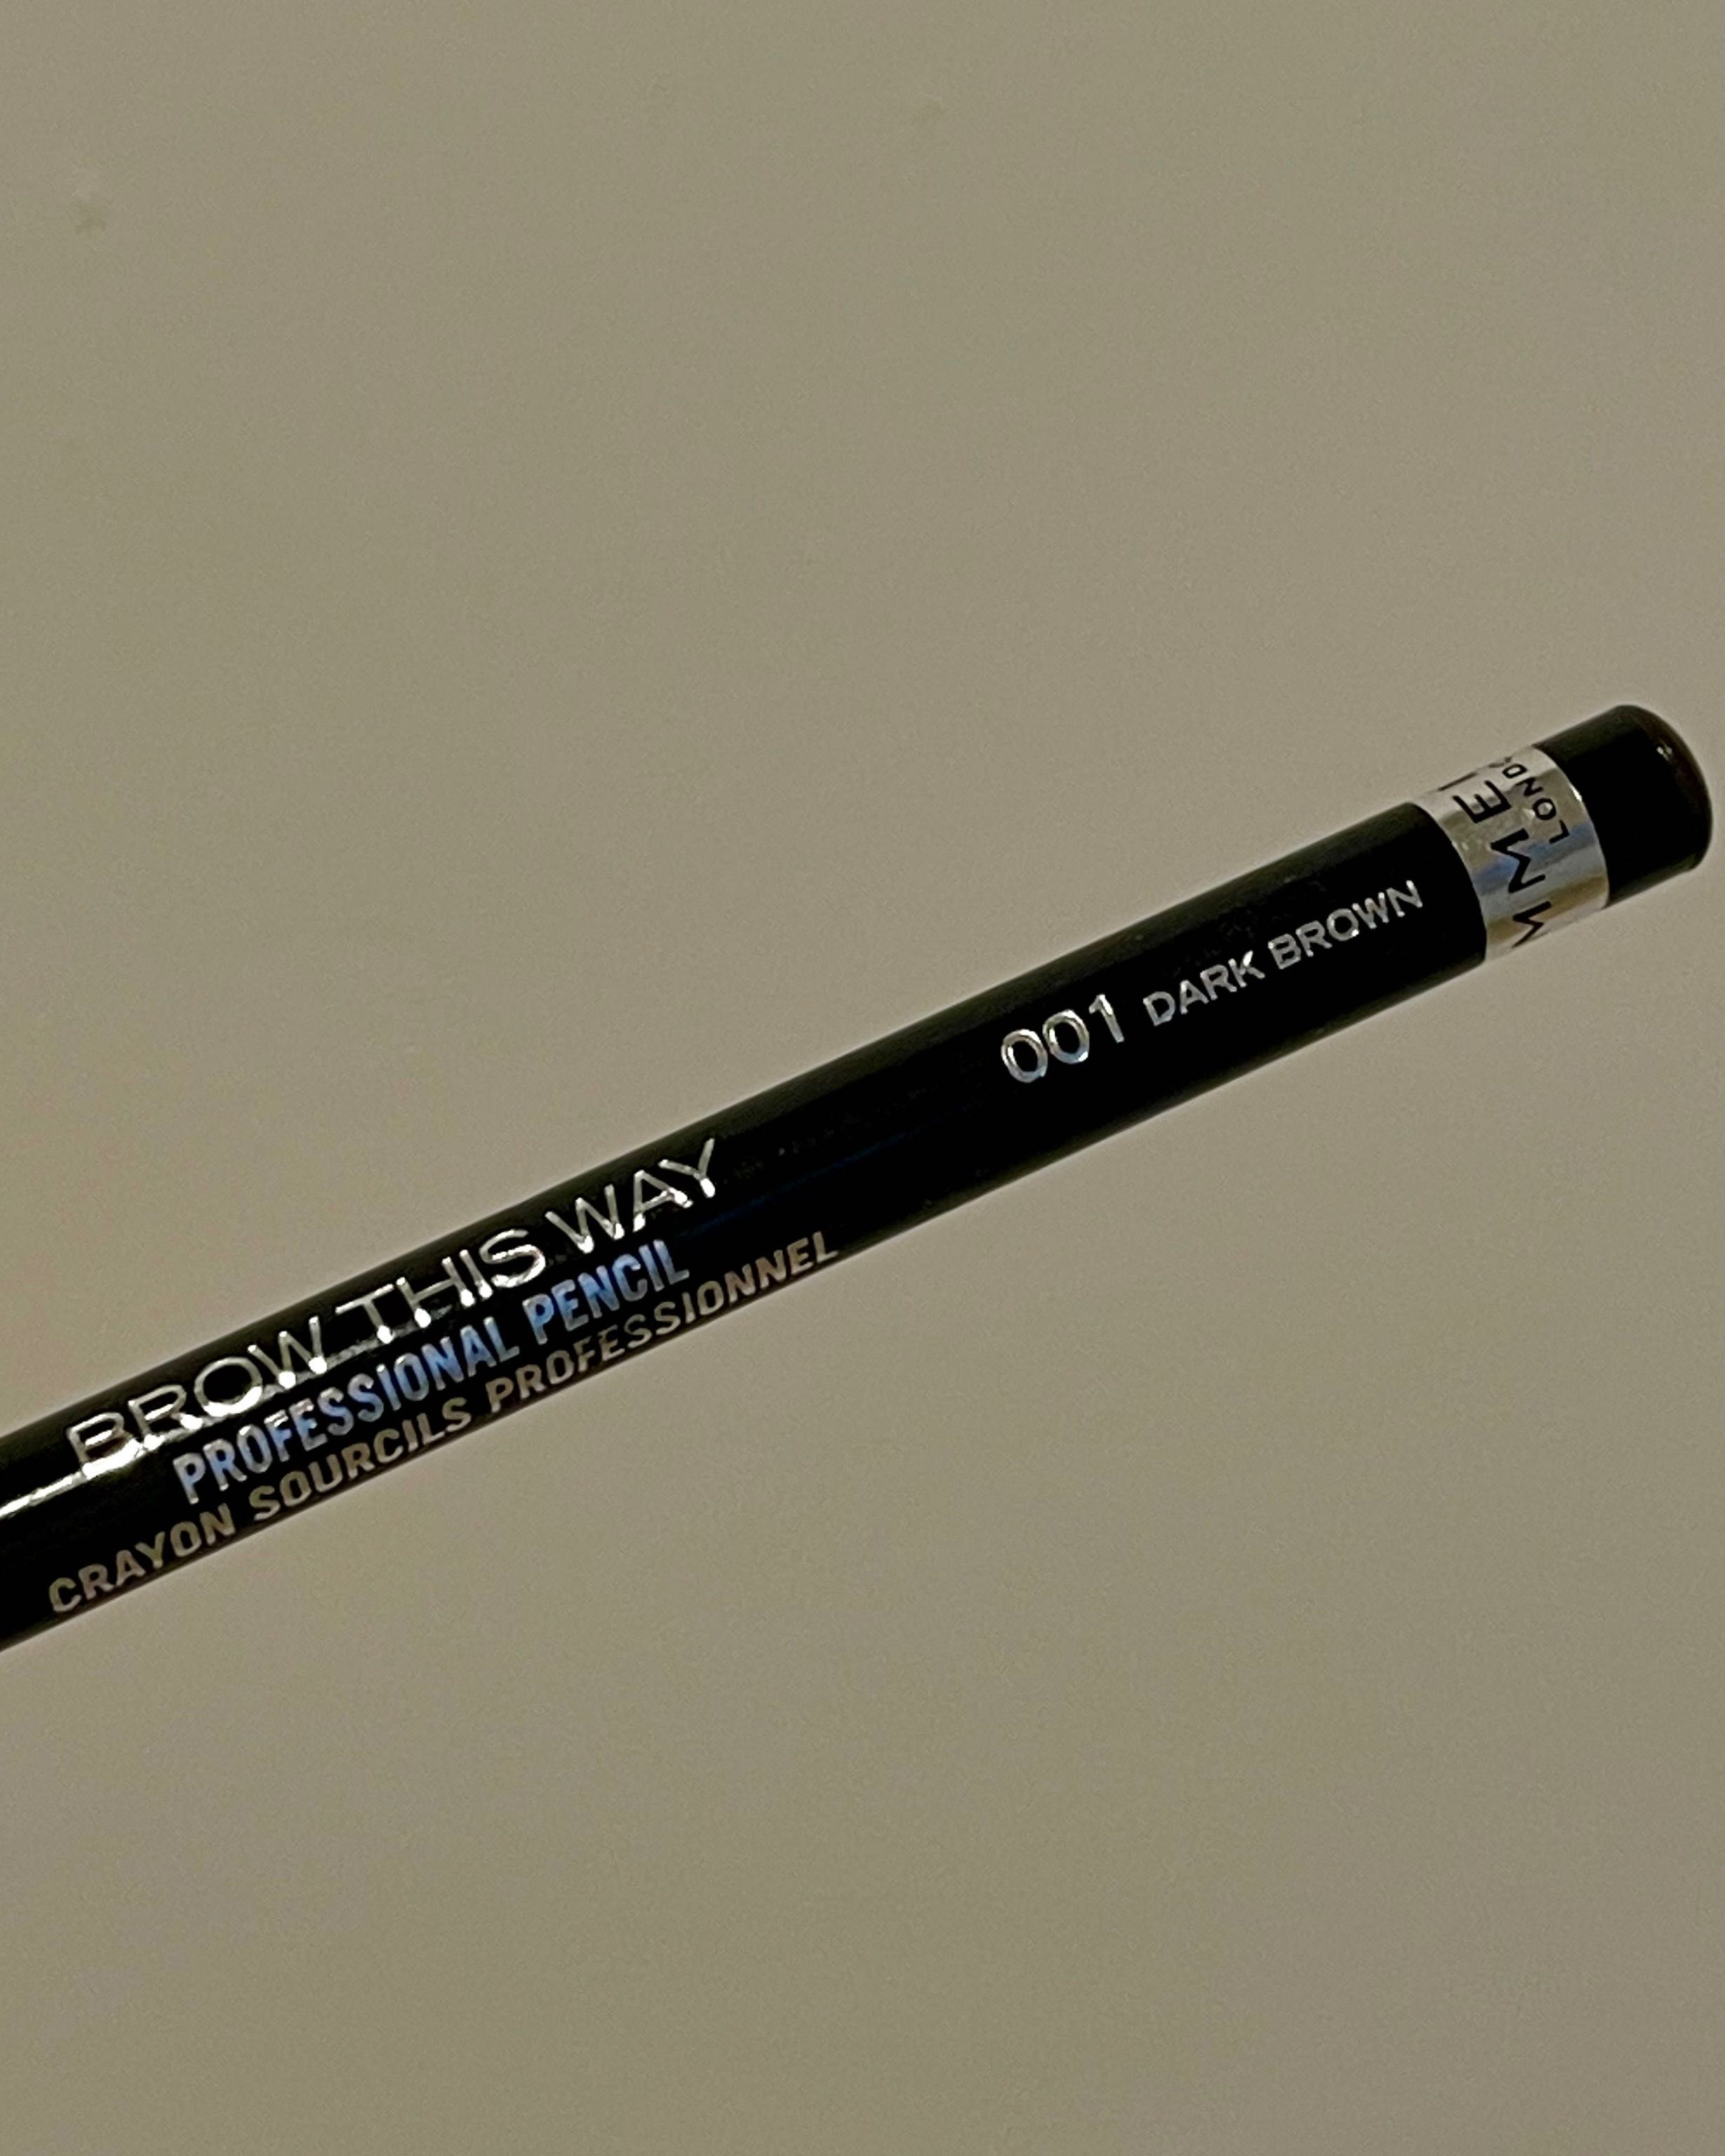 BROW THIS WAY
PROFESSIONAL PENCIL
CRAYON SOURCILS PROFESSIONNEL
001 DARK BROWN